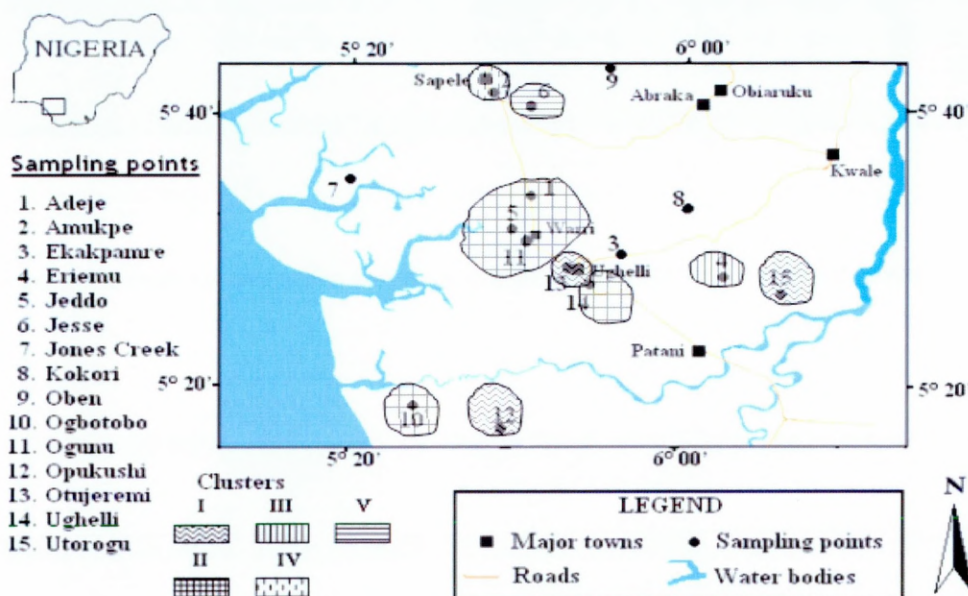 NIGERIA
5° 20'
6° 00'
9
Sapele
6
Abraka
Obiaruku
5° 40'
5° 40'
Kwale
Sampling points
1. Adeje
2. Amukpe
3. Ekakpamre
4. Eriemu
5. Jeddo
6. Jesse
7. Jones Creek
8. Kokori
9. Oben
10. Ogbotobo
11. Ogunu
12. Opukushi
13. Otujeremi
14. Ughelli
15. Utorogu
7
1
8
5
Warri
11
3
4
15
13
Ughelli
14
Patani
5° 20'
5° 20'
10
12
5° 20'
6° 00'
Clusters
I III V
II IV
LEGEND
Major towns
Sampling points
Roads
Water bodies
N